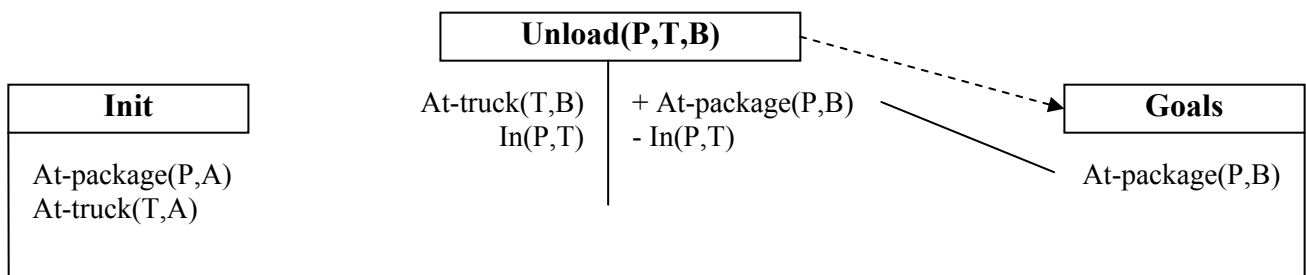 Unload(P,T,B)
Init
At-package(P,A)
At-truck(T,A)
At-truck(T,B)
In(P,T)
+ At-package(P,B)
- In(P,T)
Goals
At-package(P,B)